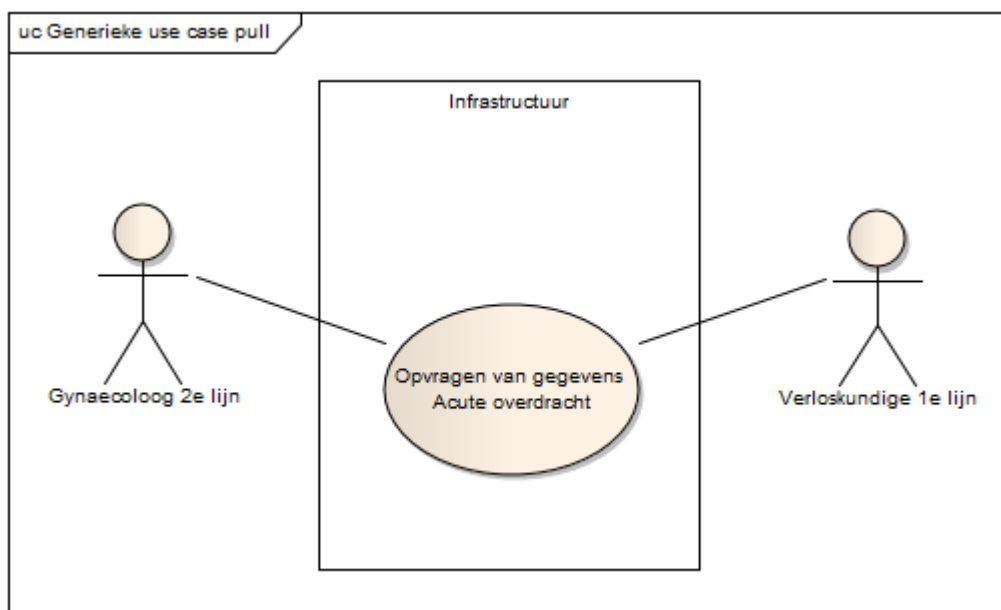 uc Generieke use case pull
Infrastructuur
Opvragen van gegevens
Acute overdracht
Gynaecoloog 2e lijn
Verloskundige 1e lijn